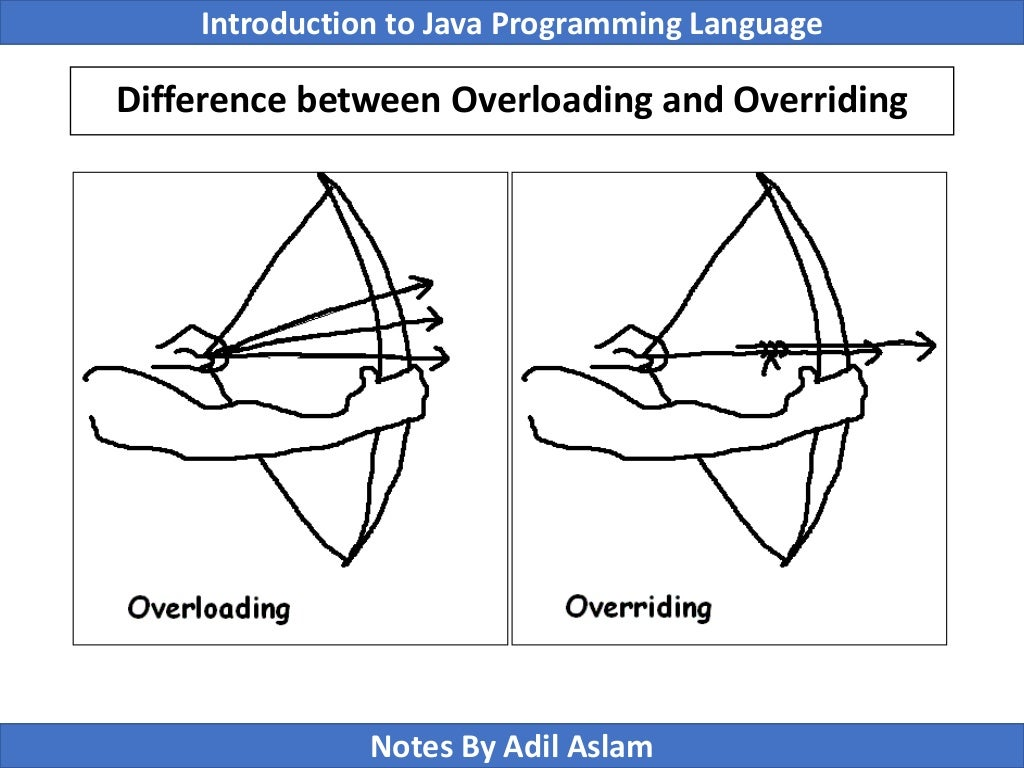 Introduction to Java Programming Language
Difference between Overloading and Overriding
Overloading
Overriding
Notes By Adil Aslam